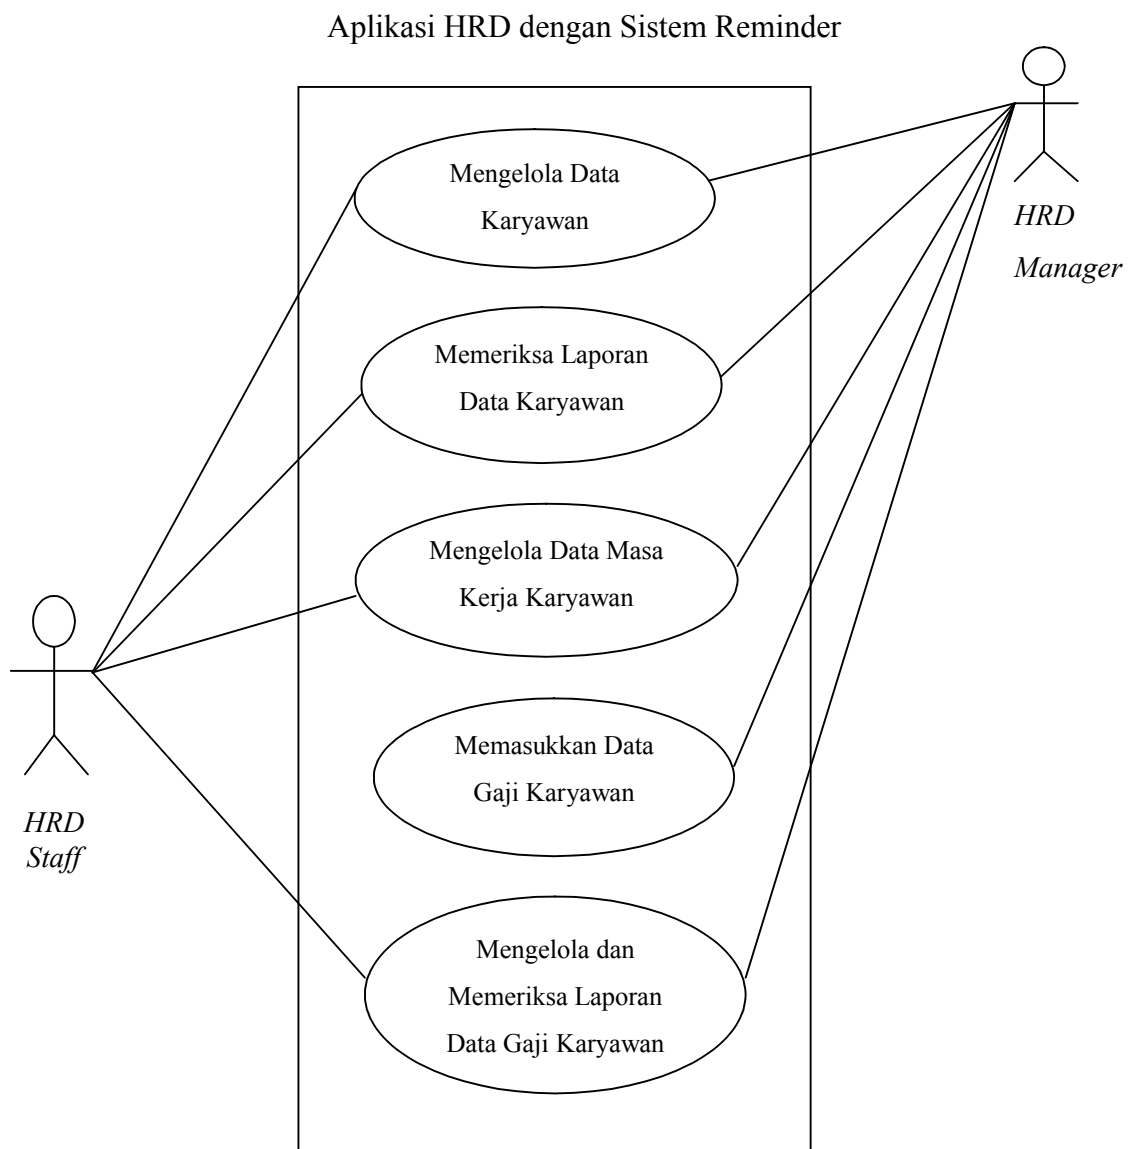 Aplikasi HRD dengan Sistem Reminder
Mengelola Data
Karyawan
HRD
Manager
Memeriksa Laporan
Data Karyawan
Mengelola Data Masa
Kerja Karyawan
Memasukkan Data
Gaji Karyawan
HRD
Staff
Mengelola dan
Memeriksa Laporan
Data Gaji Karyawan